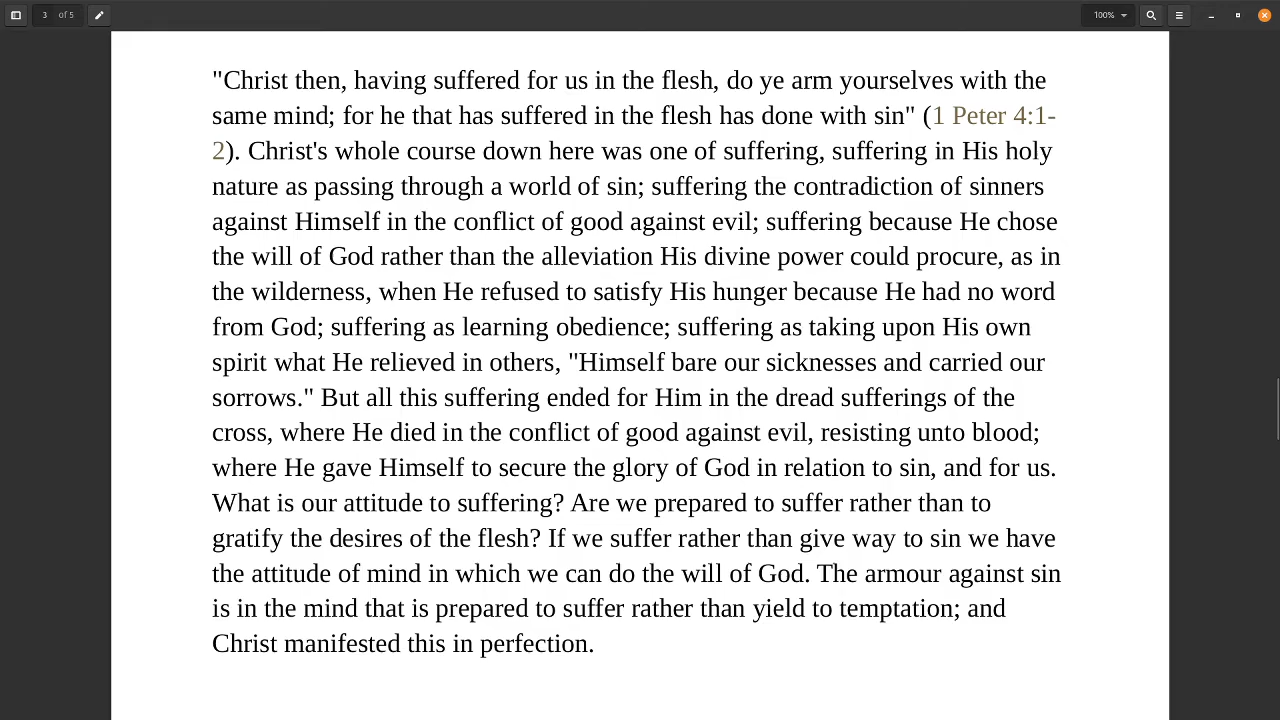 3 of 5
100%
"Christ then, having suffered for us in the flesh, do ye arm yourselves with the
same mind; for he that has suffered in the flesh has done with sin" (1 Peter 4:1-
2). Christ's whole course down here was one of suffering, suffering in His holy
nature as passing through a world of sin; suffering the contradiction of sinners
against Himself in the conflict of good against evil; suffering because He chose
the will of God rather than the alleviation His divine power could procure, as in
the wilderness, when He refused to satisfy His hunger because He had no word
from God; suffering as learning obedience; suffering as taking upon His own
spirit what He relieved in others, "Himself bare our sicknesses and carried our
sorrows." But all this suffering ended for Him in the dread sufferings of the
cross, where He died in the conflict of good against evil, resisting unto blood;
where He gave Himself to secure the glory of God in relation to sin, and for us.
What is our attitude to suffering? Are we prepared to suffer rather than to
gratify the desires of the flesh? If we suffer rather than give way to sin we have
the attitude of mind in which we can do the will of God. The armour against sin
is in the mind that is prepared to suffer rather than yield to temptation; and
Christ manifested this in perfection.